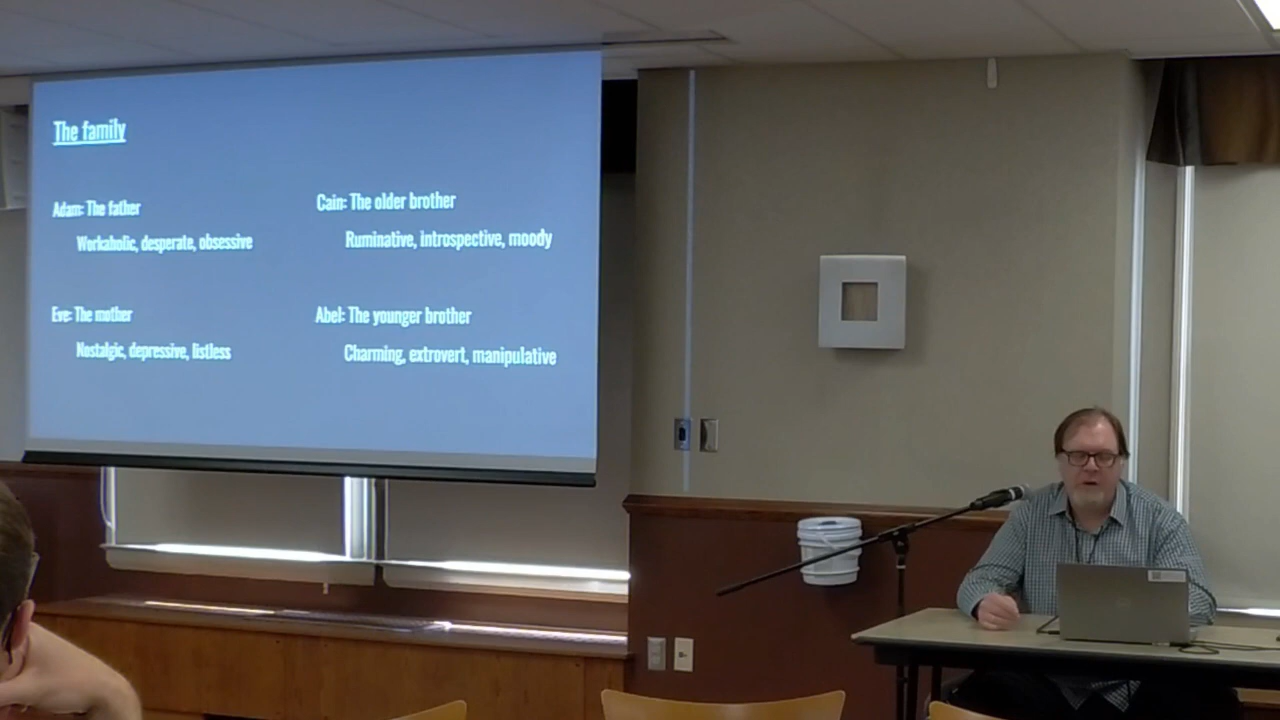 The family
Adam: The father
Workaholic, desperate, obsessive
Eve: The mother
Nostalgic, depressive, listless
Cain: The older brother
Ruminative, introspective, moody
Abel: The younger brother
Charming, extrovert, manipulative